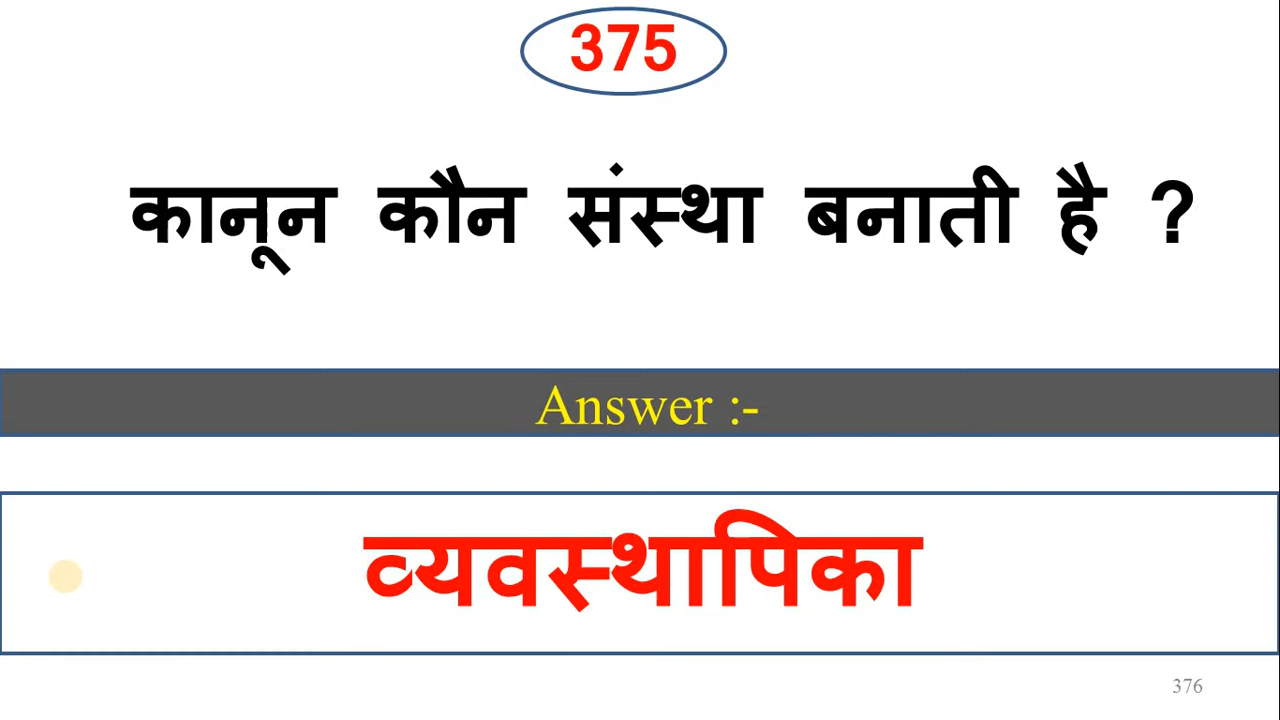 375
कानून कौन संस्था बनाती है ?
Answer :-
व्यवस्थापिका
376